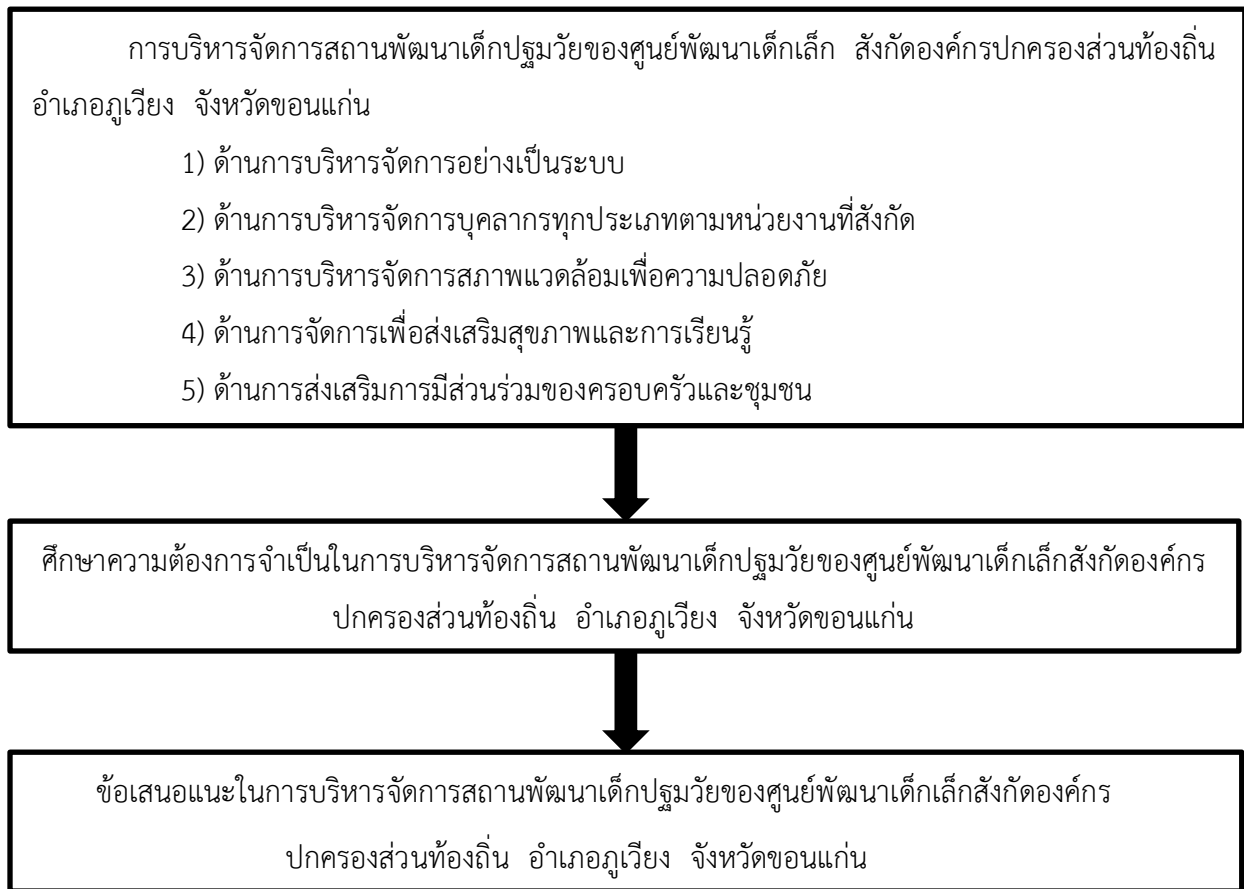 การบริหารจัดการสถานพัฒนาเด็กปฐมวัยของศูนย์พัฒนาเด็กเล็ก สังกัดองค์กรปกครองส่วนท้องถิ่น
อำเภอภูเวียง จังหวัดขอนแก่น
1) ด้านการบริหารจัดการอย่างเป็นระบบ
2) ด้านการบริหารจัดการบุคลากรทุกประเภทตามหน่วยงานที่สังกัด
3) ด้านการบริหารจัดการสภาพแวดล้อมเพื่อความปลอดภัย
4) ด้านการจัดการเพื่อส่งเสริมสุขภาพและการเรียนรู้
5) ด้านการส่งเสริมการมีส่วนร่วมของครอบครัวและชุมชน
ศึกษาความต้องการจำเป็นในการบริหารจัดการสถานพัฒนาเด็กปฐมวัยของศูนย์พัฒนาเด็กเล็กสังกัดองค์กร
ปกครองส่วนท้องถิ่น อำเภอภูเวียง จังหวัดขอนแก่น
ข้อเสนอแนะในการบริหารจัดการสถานพัฒนาเด็กปฐมวัยของศูนย์พัฒนาเด็กเล็กสังกัดองค์กร
ปกครองส่วนท้องถิ่น อำเภอภูเวียง จังหวัดขอนแก่น